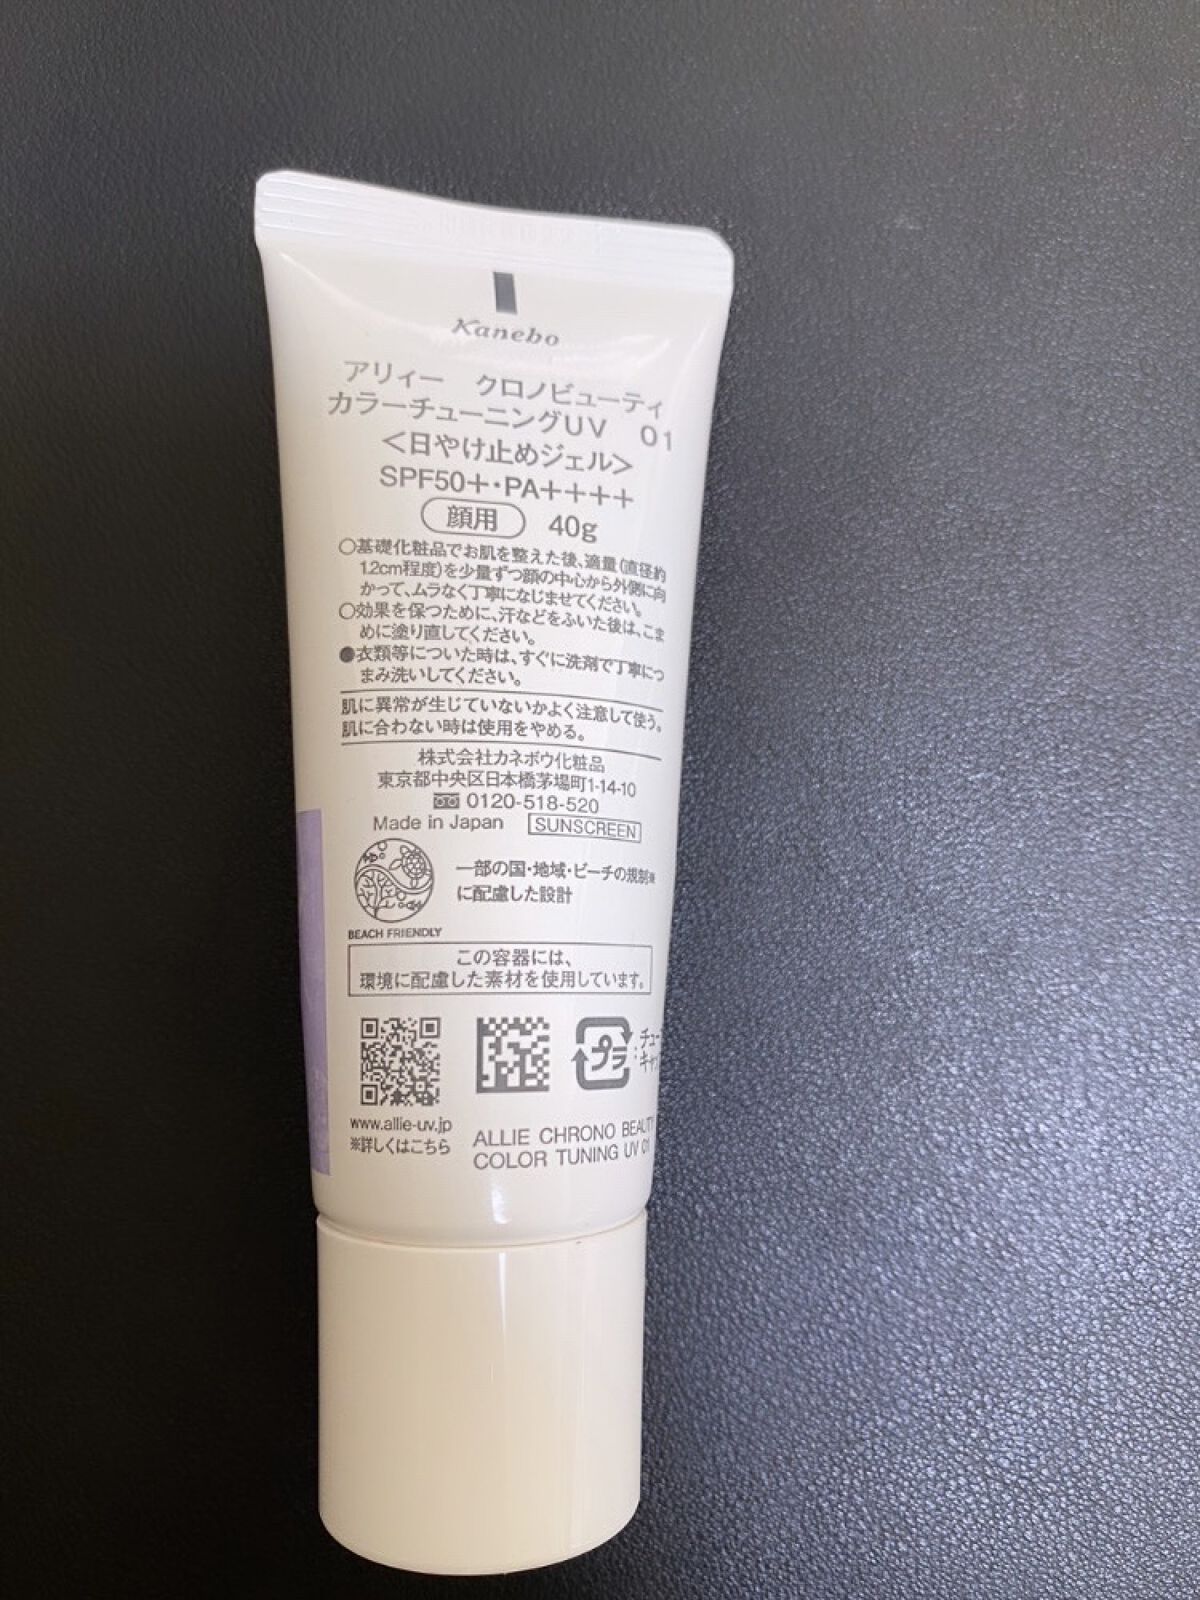 Kanebo
アリィー　クロノビューティ
カラーチューニングUV　01
＜日やけ止めジェル＞
SPF50+・PA++++
顔用　40g
○基礎化粧品でお肌を整えた後、適量（直径約
1.2cm程度）を少量ずつ顔の中心から外側に向
かって、ムラなく丁寧になじませてください。
○効果を保つために、汗などをふいた後は、こま
めに塗り直してください。
●衣類等についた時は、すぐに洗剤で丁寧につ
まみ洗いしてください。
肌に異常が生じていないかよく注意して使う。
肌に合わない時は使用をやめる。
株式会社カネボウ化粧品
東京都中央区日本橋茅場町1-14-10
0120-518-520
Made in Japan　SUNSCREEN
一部の国・地域・ビーチの規制※
に配慮した設計
BEACH FRIENDLY
この容器には、
環境に配慮した素材を使用しています。
プラ
チュー
キャ
www.allie-uv.jp
※詳しくはこちら
ALLIE CHRONO BEAUTY
COLOR TUNING UV 01